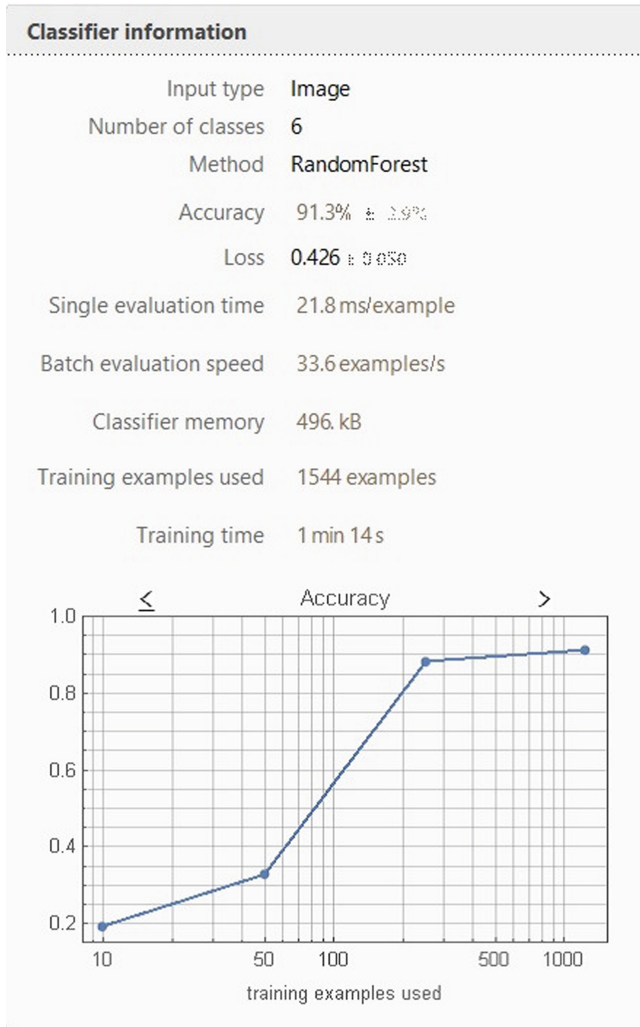 Classifier information
Input type Image
Number of classes 6
Method RandomForest
Accuracy 91.3%
Loss 0.426 ± 0.050
Single evaluation time 21.8 ms/example
Batch evaluation speed 33.6 examples/s
Classifier memory 496. kB
Training examples used 1544 examples
Training time 1 min 14 s
< Accuracy >
1.0
0.8
0.6
0.4
0.2
10 50 100 500 1000
training examples used